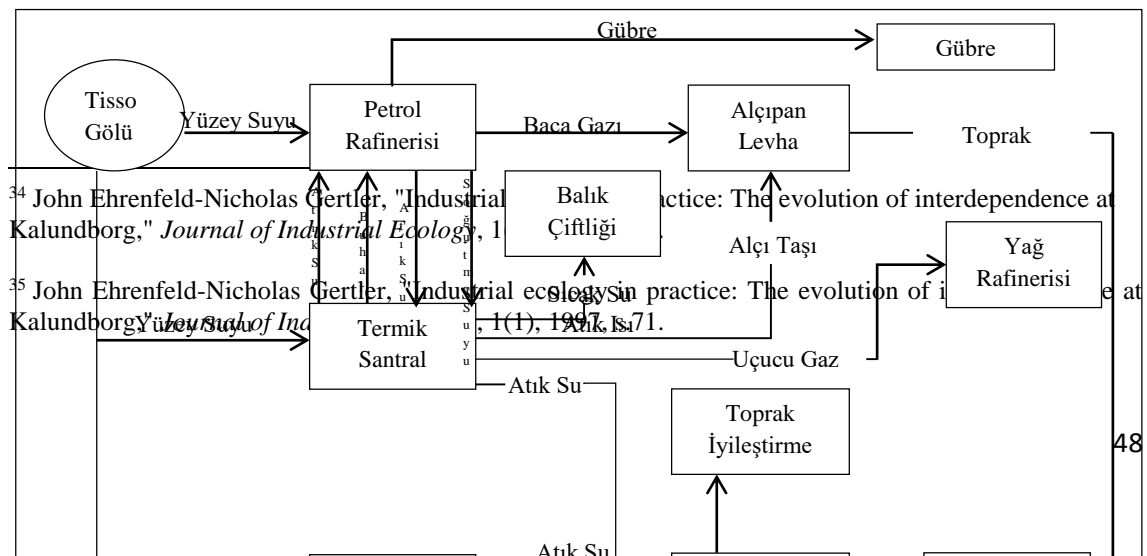 Gübre
Gübre
Tisso
Gölü
Yüzey Suyu
Petrol
Rafinerisi
Baca Gazı
Alçıpan
Levha
Toprak
34 John Ehrenfeld-Nicholas Gertler, "Industrial practice: The evolution of interdependence at
Kalundborg," Journal of Industrial Ecology, 1(
Balık
Çiftliği
Alçı Taşı
Yağ
Rafinerisi
35 John Ehrenfeld-Nicholas Gertler, "Industrial ecology in practice: The evolution of at
Kalundborg," Journal of , 1(1), 1997, s.71.
Sıcak Su
Atık Isı
Yüzey Suyu
Termik
Santral
Soğutma Suyu
Uçucu Gaz
Atık Su
Toprak
İyileştirme
48
Atık Su